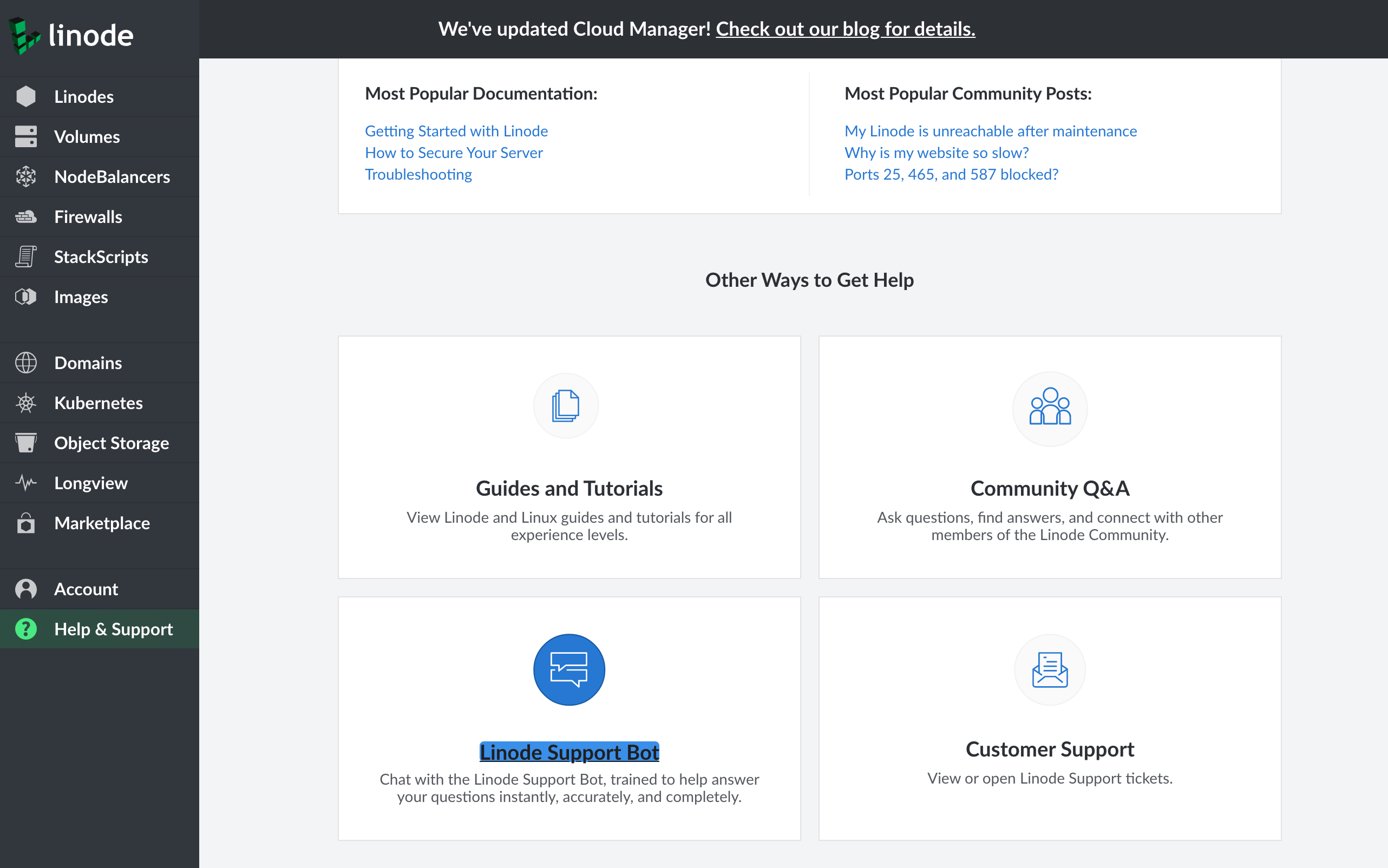 linode
We've updated Cloud Manager! Check out our blog for details.
Linodes
Volumes
NodeBalancers
Firewalls
StackScripts
Images
Domains
Kubernetes
Object Storage
Longview
Marketplace
Account
? Help & Support
Most Popular Documentation:
Getting Started with Linode
How to Secure Your Server
Troubleshooting
Most Popular Community Posts:
My Linode is unreachable after maintenance
Why is my website so slow?
Ports 25, 465, and 587 blocked?
Other Ways to Get Help
Guides and Tutorials
View Linode and Linux guides and tutorials for all
experience levels.
Community Q&A
Ask questions, find answers, and connect with other
members of the Linode Community.
Linode Support Bot
Chat with the Linode Support Bot, trained to help answer
your questions instantly, accurately, and completely.
Customer Support
View or open Linode Support tickets.